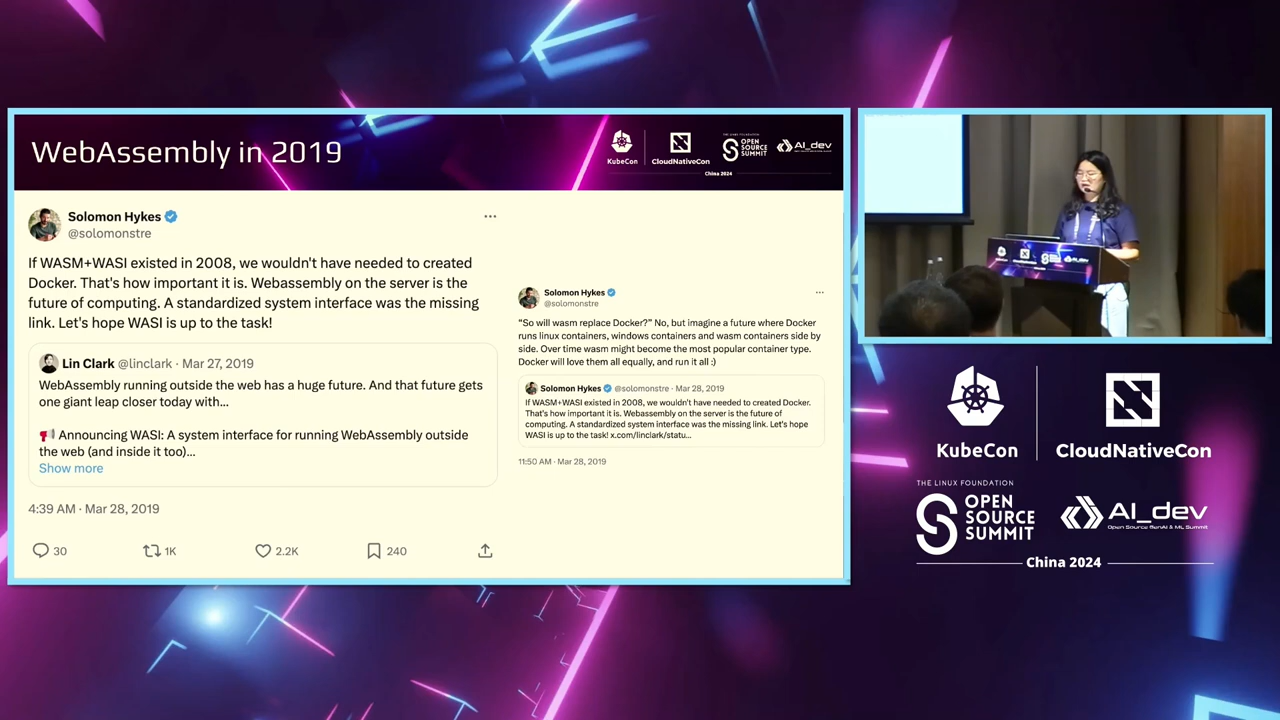 WebAssembly in 2019
KubeCon
CloudNativeCon
THE LINUX FOUNDATION
OPEN
SOURCE
SUMMIT
AI_dev
China 2024
Solomon Hykes
@solomonstre
If WASM+WASI existed in 2008, we wouldn't have needed to created
Docker. That's how important it is. Webassembly on the server is the
future of computing. A standardized system interface was the missing
link. Let's hope WASI is up to the task!
Lin Clark @linclark · Mar 27, 2019
WebAssembly running outside the web has a huge future. And that future gets
one giant leap closer today with...
📢 Announcing WASI: A system interface for running WebAssembly outside
the web (and inside it too)...
Show more
4:39 AM · Mar 28, 2019
30
1K
2.2K
240
Solomon Hykes
@solomonstre
“So will wasm replace Docker?” No, but imagine a future where Docker
runs linux containers, windows containers and wasm containers side by
side. Over time wasm might become the most popular container type.
Docker will love them all equally, and run it all :)
Solomon Hykes @solomonstre · Mar 28, 2019
If WASM+WASI existed in 2008, we wouldn't have needed to created Docker.
That's how important it is. Webassembly on the server is the future of
computing. A standardized system interface was the missing link. Let's hope
WASI is up to the task! x.com/linclark/statu...
11:50 AM · Mar 28, 2019
AI_dev
KubeCon
CloudNativeCon
THE LINUX FOUNDATION
OPEN
SOURCE
SUMMIT
AI_dev
Open Source GenAI & ML Summit
China 2024